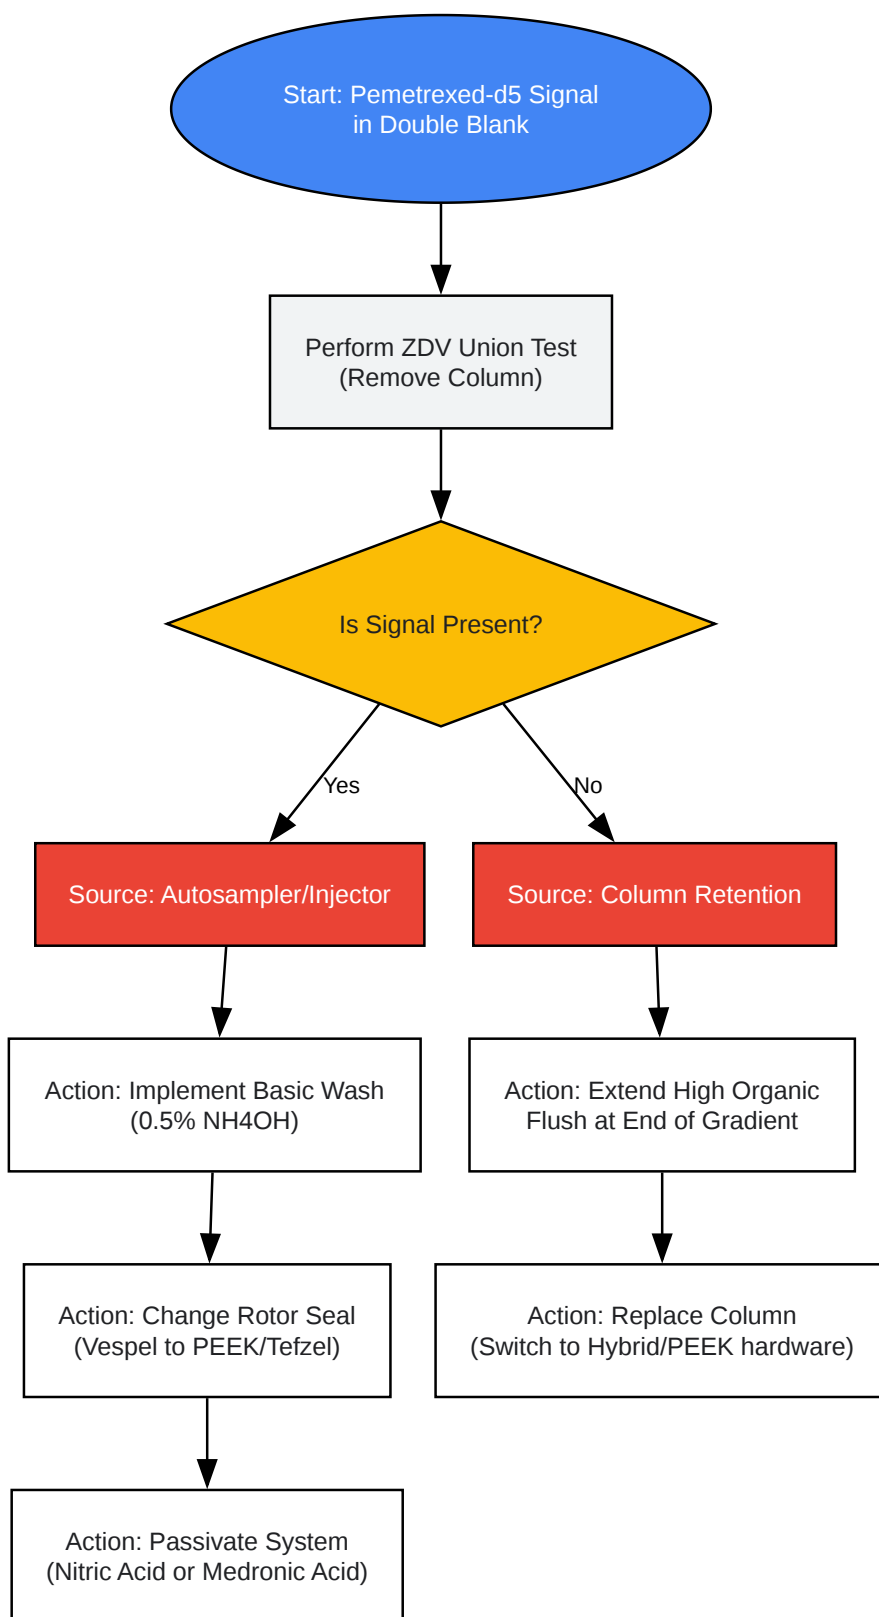 Start: Pemetrexed-d5 Signal
in Double Blank
Perform ZDV Union Test
(Remove Column)
Is Signal Present?
Yes
No
Source: Autosampler/Injector
Source: Column Retention
Action: Implement Basic Wash
(0.5% NH4OH)
Action: Extend High Organic
Flush at End of Gradient
Action: Change Rotor Seal
(Vespel to PEEK/Tefzel)
Action: Replace Column
(Switch to Hybrid/PEEK hardware)
Action: Passivate System
(Nitric Acid or Medronic Acid)